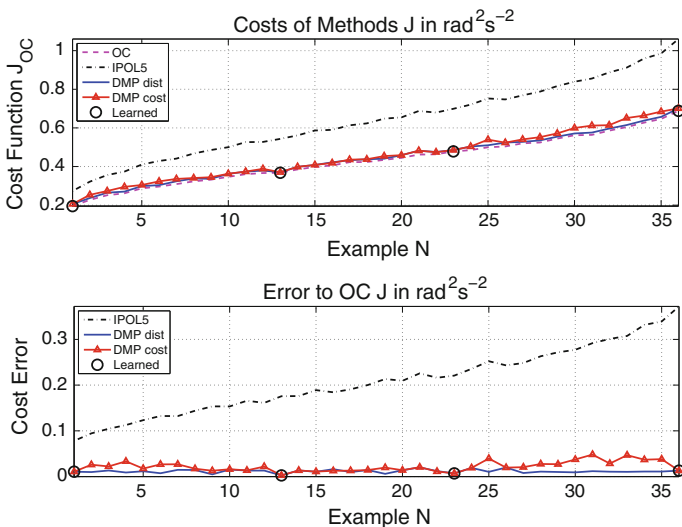 Costs of Methods J in rad²s⁻²
Cost Function J_OC
1
0.8
0.6
0.4
0.2
OC
IPOL5
DMP dist
DMP cost
Learned
5 10 15 20 25 30 35
Example N
Error to OC J in rad²s⁻²
Cost Error
0.3
0.2
0.1
0
IPOL5
DMP dist
DMP cost
Learned
5 10 15 20 25 30 35
Example N